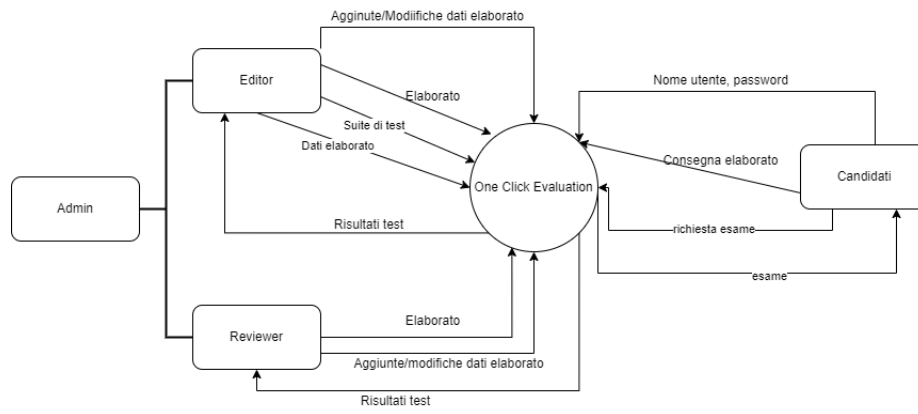 Agginute/Modiifiche dati elaborato
Editor
Elaborato
Nome utente, password
Suite di test
Dati elaborato
Consegna elaborato
Candidati
One Click Evaluation
Admin
Risultati test
richiesta esame
esame
Elaborato
Reviewer
Aggiunte/modifiche dati elaborato
Risultati test